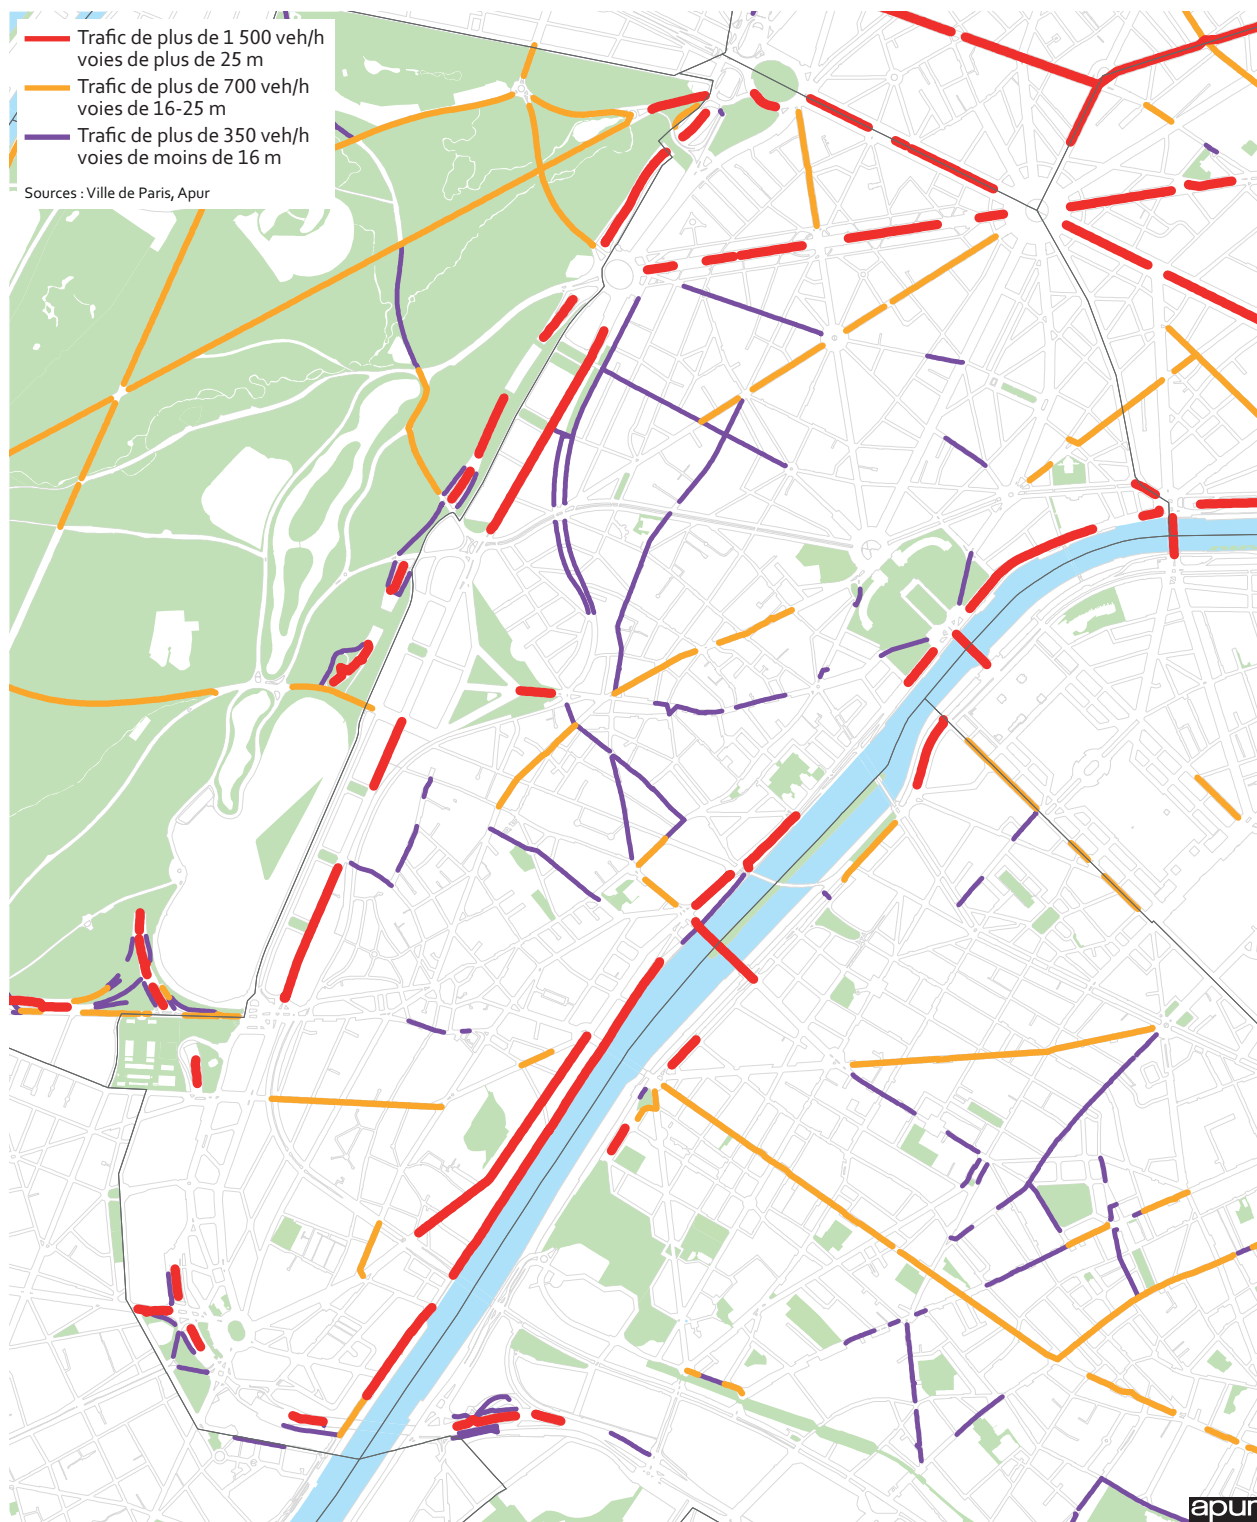 Trafic de plus de 1 500 veh/h
voies de plus de 25 m
Trafic de plus de 700 veh/h
voies de 16-25 m
Trafic de plus de 350 veh/h
voies de moins de 16 m
Sources : Ville de Paris, Apur
apur